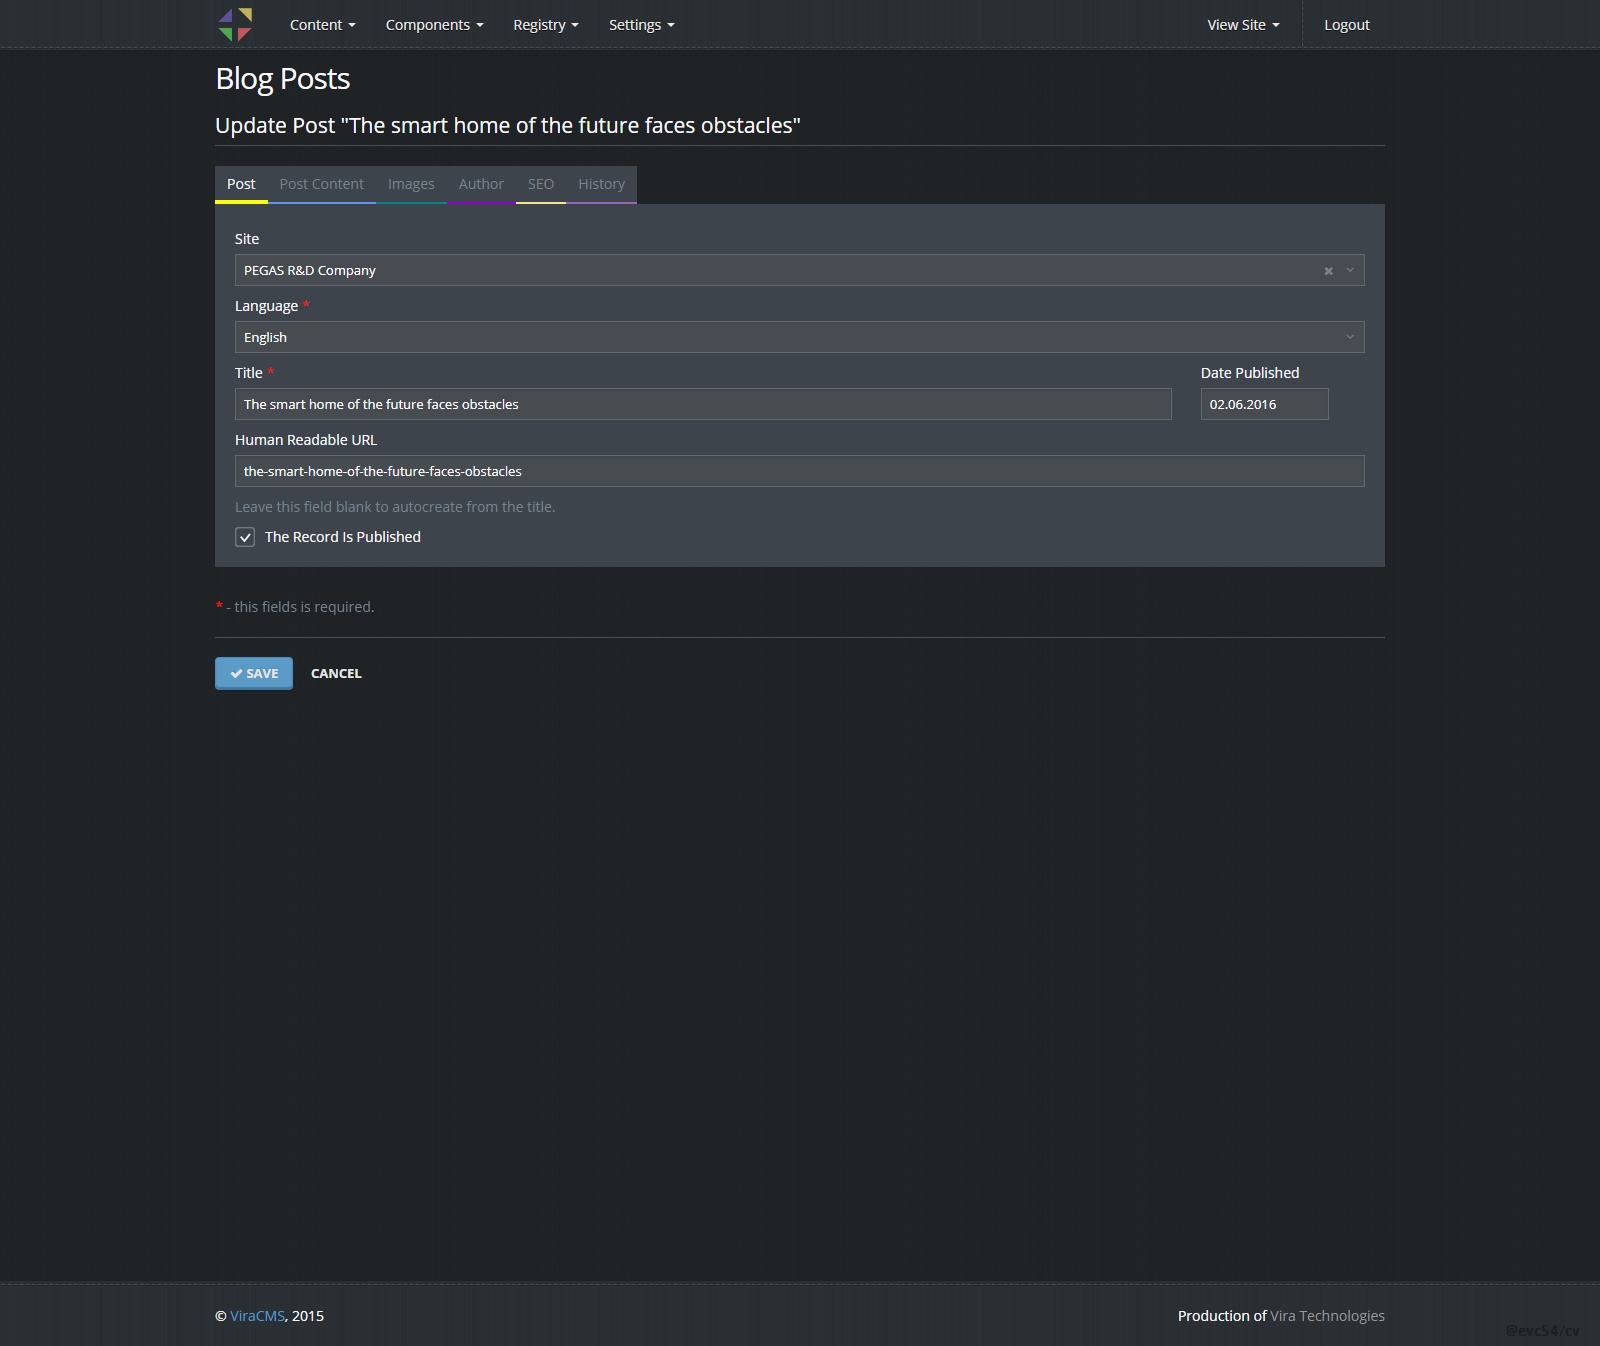 Content Components Registry Settings View Site Logout
Blog Posts
Update Post "The smart home of the future faces obstacles"
Post Post Content Images Author SEO History
Site
PEGAS R&D Company
Language *
English
Title * Date Published
The smart home of the future faces obstacles 02.06.2016
Human Readable URL
the-smart-home-of-the-future-faces-obstacles
Leave this field blank to autocreate from the title.
The Record Is Published
* - this fields is required.
SAVE CANCEL
© ViraCMS, 2015 Production of Vira Technologies
@evc54/cv